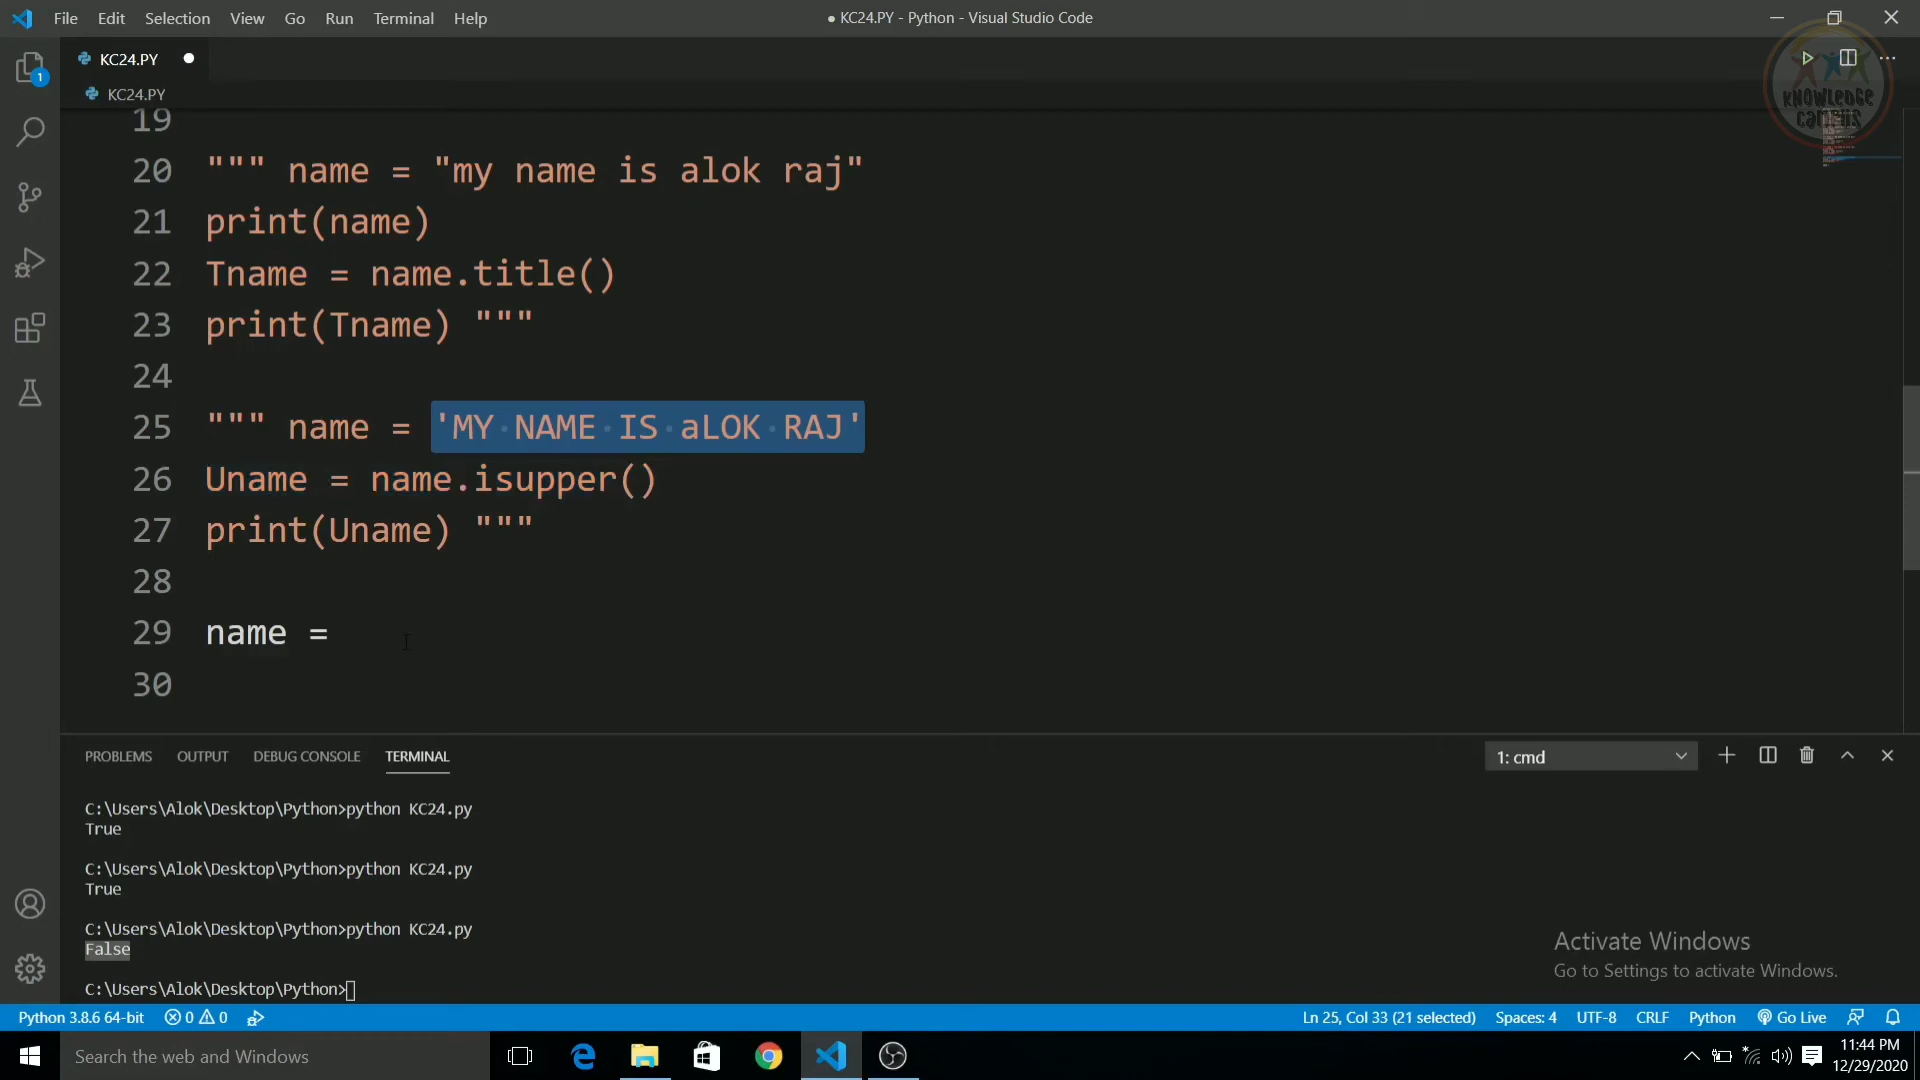 File Edit Selection View Go Run Terminal Help
● KC24.PY - Python - Visual Studio Code
KC24.PY
KC24.PY
KNOWLEDGE
CAMPUS
1
19
20 """ name = "my name is alok raj"
21 print(name)
22 Tname = name.title()
23 print(Tname) """
24
25 """ name = 'MY NAME IS aLOK RAJ'
26 Uname = name.isupper()
27 print(Uname) """
28
29 name =
30
PROBLEMS OUTPUT DEBUG CONSOLE TERMINAL
1: cmd
C:\Users\Alok\Desktop\Python>python KC24.py
True
C:\Users\Alok\Desktop\Python>python KC24.py
True
C:\Users\Alok\Desktop\Python>python KC24.py
False
C:\Users\Alok\Desktop\Python>
Activate Windows
Go to Settings to activate Windows.
Python 3.8.6 64-bit 0 0
Ln 25, Col 33 (21 selected) Spaces: 4 UTF-8 CRLF Python Go Live
Search the web and Windows
11:44 PM
12/29/2020